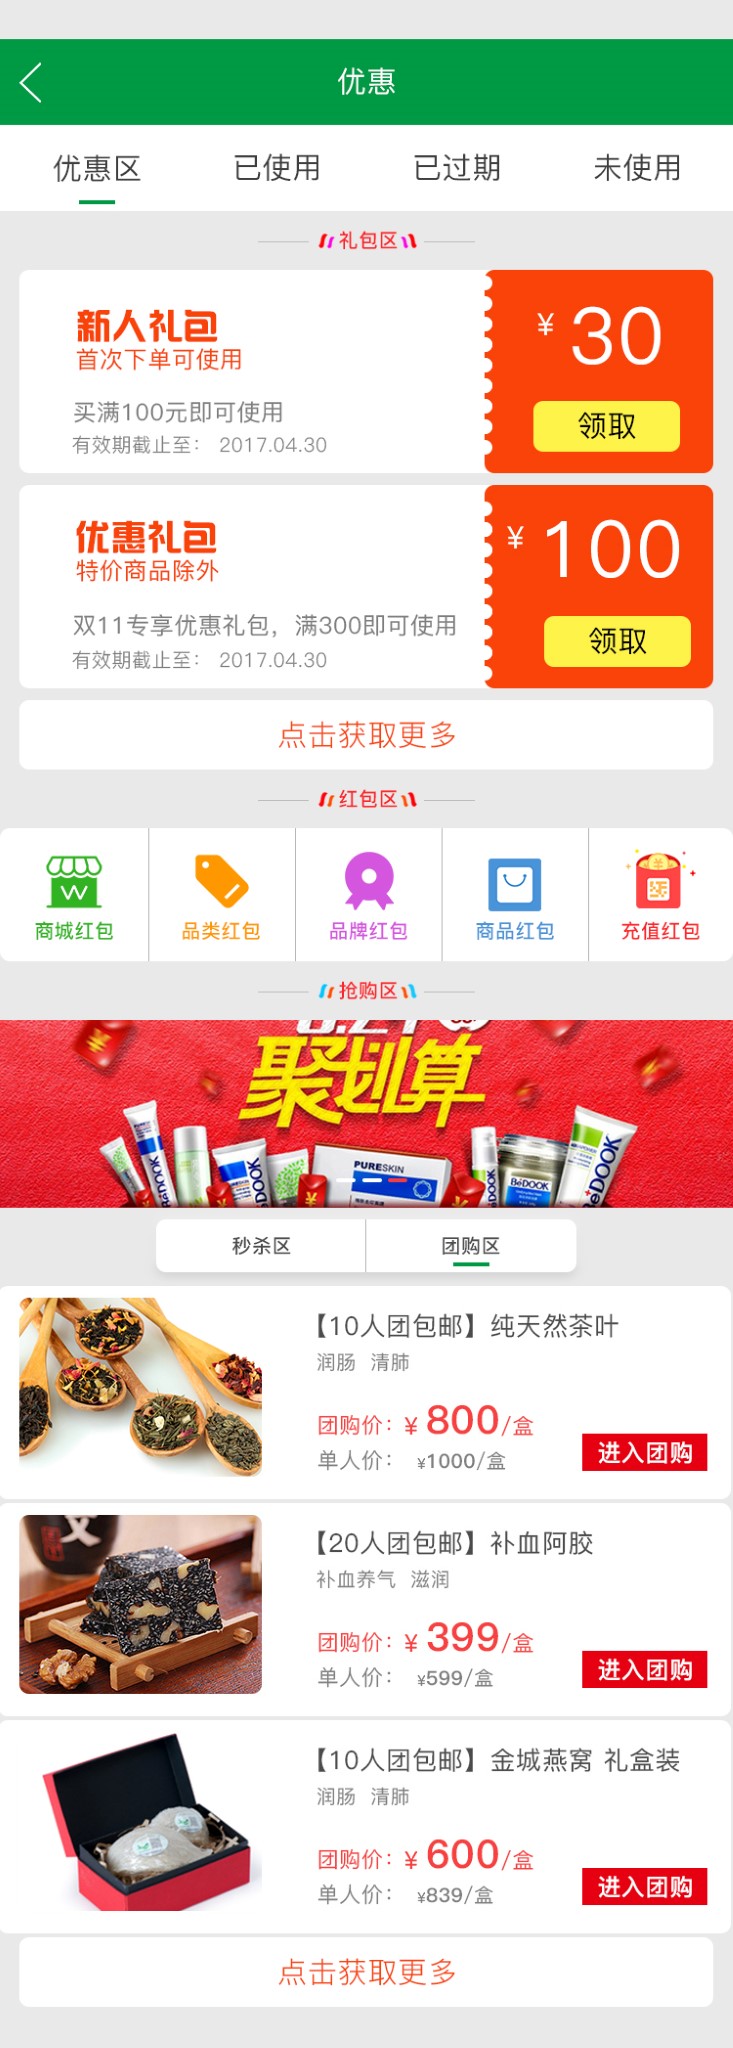 优惠
优惠区 已使用 已过期 未使用
礼包区
新人礼包
首次下单可使用
买满100元即可使用
有效期截止至： 2017.04.30
¥ 30
领取
优惠礼包
特价商品除外
双11专享优惠礼包，满300即可使用
有效期截止至： 2017.04.30
¥ 100
领取
点击获取更多
红包区
商城红包 品类红包 品牌红包 商品红包 充值红包
抢购区
聚划算
PURESKIN
BeDOOK
BeDOOK
BeDOOK
BeDOOK
秒杀区 团购区
【10人团包邮】纯天然茶叶
润肠 清肺
团购价：¥ 800/盒
单人价： ¥1000/盒
进入团购
【20人团包邮】补血阿胶
补血养气 滋润
团购价：¥ 399/盒
单人价： ¥599/盒
进入团购
【10人团包邮】金城燕窝 礼盒装
润肠 清肺
团购价：¥ 600/盒
单人价： ¥839/盒
进入团购
点击获取更多